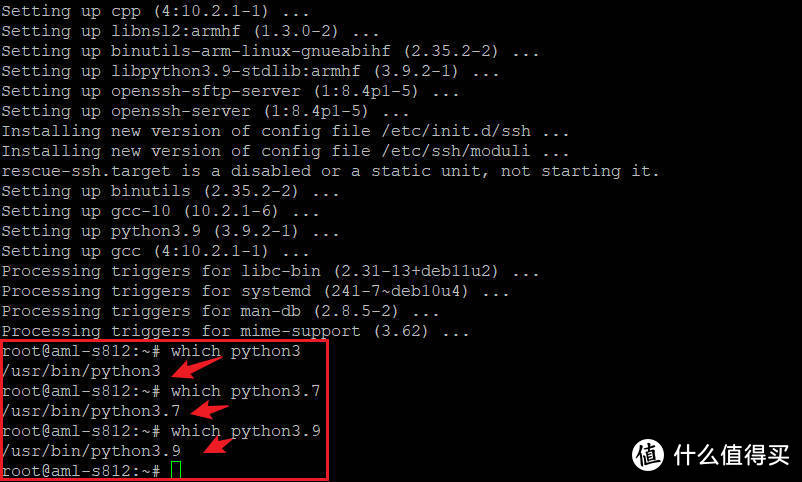 Setting up cpp (4:10.2.1-1) ...
Setting up libnsl2:armhf (1.3.0-2) ...
Setting up binutils-arm-linux-gnueabihf (2.35.2-2) ...
Setting up libpython3.9-stdlib:armhf (3.9.2-1) ...
Setting up openssh-sftp-server (1:8.4p1-5) ...
Setting up openssh-server (1:8.4p1-5) ...
Installing new version of config file /etc/init.d/ssh ...
Installing new version of config file /etc/ssh/moduli ...
rescue-ssh.target is a disabled or a static unit, not starting it.
Setting up binutils (2.35.2-2) ...
Setting up gcc-10 (10.2.1-6) ...
Setting up python3.9 (3.9.2-1) ...
Setting up gcc (4:10.2.1-1) ...
Processing triggers for libc-bin (2.31-13+deb11u2) ...
Processing triggers for systemd (241-7~deb10u4) ...
Processing triggers for man-db (2.8.5-2) ...
Processing triggers for mime-support (3.62) ...
root@aml-s812:~# which python3
/usr/bin/python3
root@aml-s812:~# which python3.7
/usr/bin/python3.7
root@aml-s812:~# which python3.9
/usr/bin/python3.9
root@aml-s812:~#
值 什么值得买